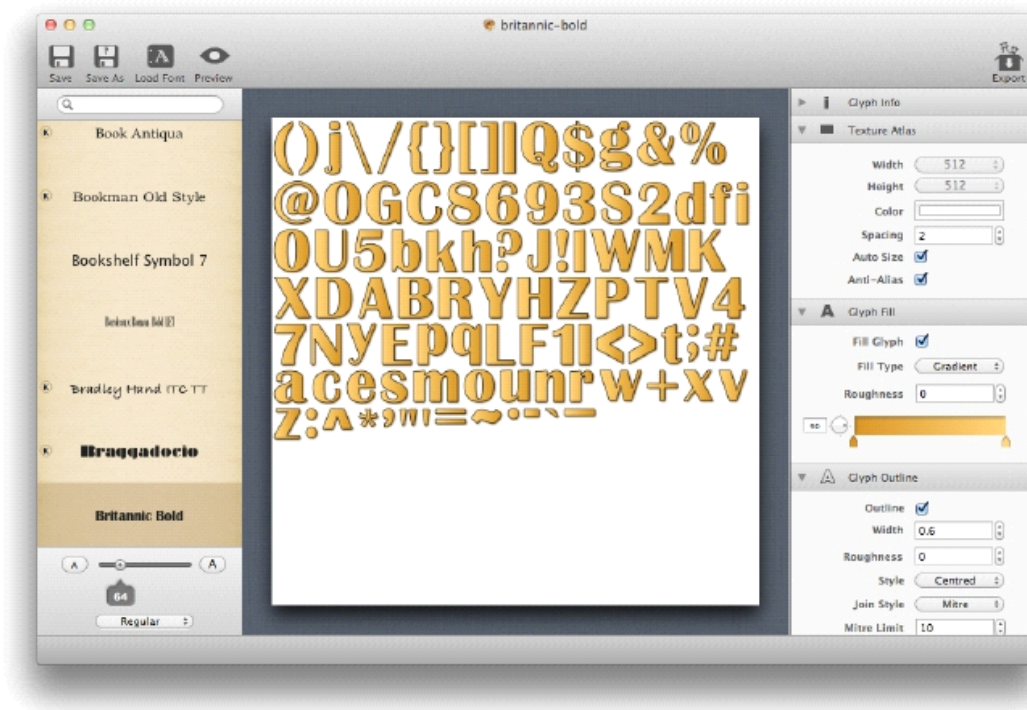 britannic-bold
Save Save As Load Font Preview
Export
Book Antiqua
Bookman Old Style
Bookshelf Symbol 7
Bradley Hand ITC TT
Braggadocio
Britannic Bold
A A
64
Regular
()j\/{}[]|Q$g&%
@OGC8693S2dfi
0U5bkh?J!IWMK
XDABRYHZPTV4
7NyEpqLF1l<>t;#
acesmounrw+xv
z:^*,"'=~.-`_
Glyph Info
Texture Atlas
Width 512
Height 512
Color
Spacing 2
Auto Size
Anti-Alias
A Glyph Fill
Fill Glyph
Fill Type Gradient
Roughness 0
90
A Glyph Outline
Outline
Width 0.6
Roughness 0
Style Centred
Join Style Mitre
Mitre Limit 10